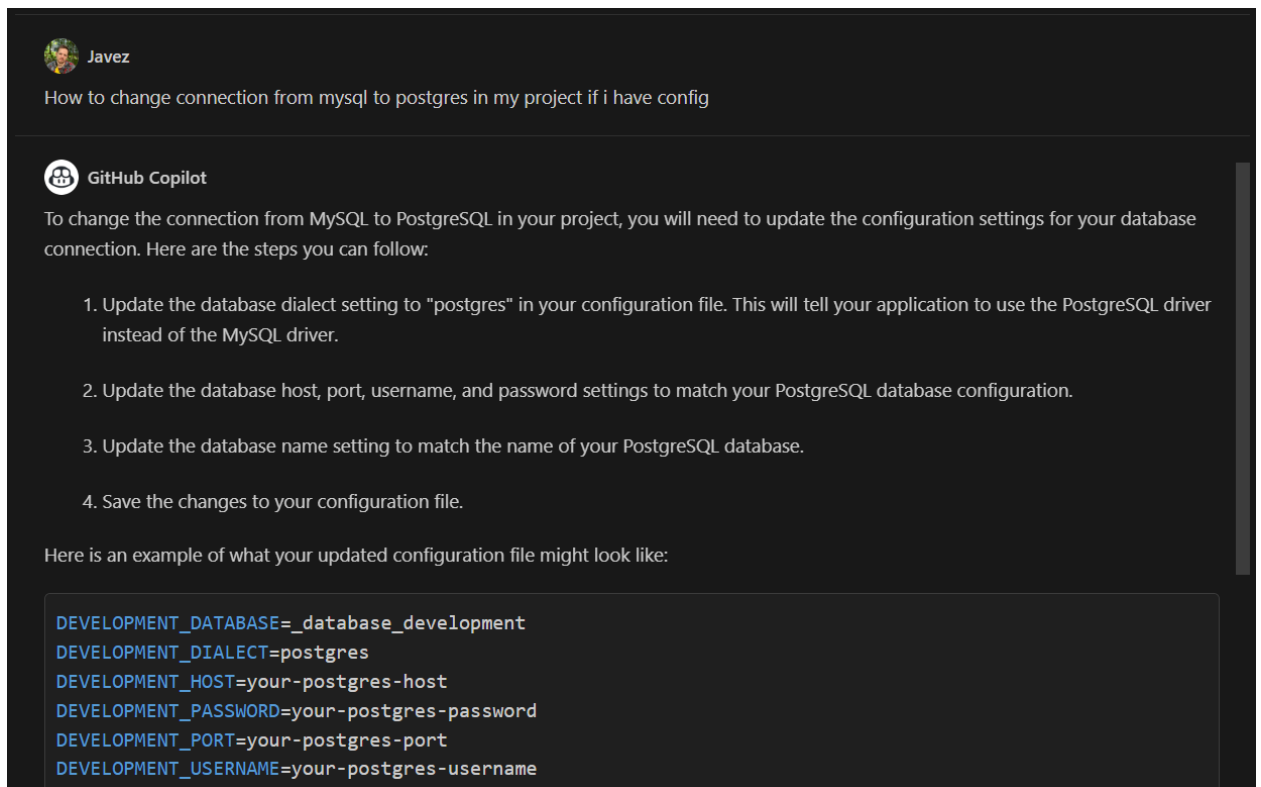 Javez
How to change connection from mysql to postgres in my project if i have config
GitHub Copilot
To change the connection from MySQL to PostgreSQL in your project, you will need to update the configuration settings for your database
connection. Here are the steps you can follow:
1. Update the database dialect setting to "postgres" in your configuration file. This will tell your application to use the PostgreSQL driver
instead of the MySQL driver.
2. Update the database host, port, username, and password settings to match your PostgreSQL database configuration.
3. Update the database name setting to match the name of your PostgreSQL database.
4. Save the changes to your configuration file.
Here is an example of what your updated configuration file might look like:
DEVELOPMENT_DATABASE=_database_development
DEVELOPMENT_DIALECT=postgres
DEVELOPMENT_HOST=your-postgres-host
DEVELOPMENT_PASSWORD=your-postgres-password
DEVELOPMENT_PORT=your-postgres-port
DEVELOPMENT_USERNAME=your-postgres-username